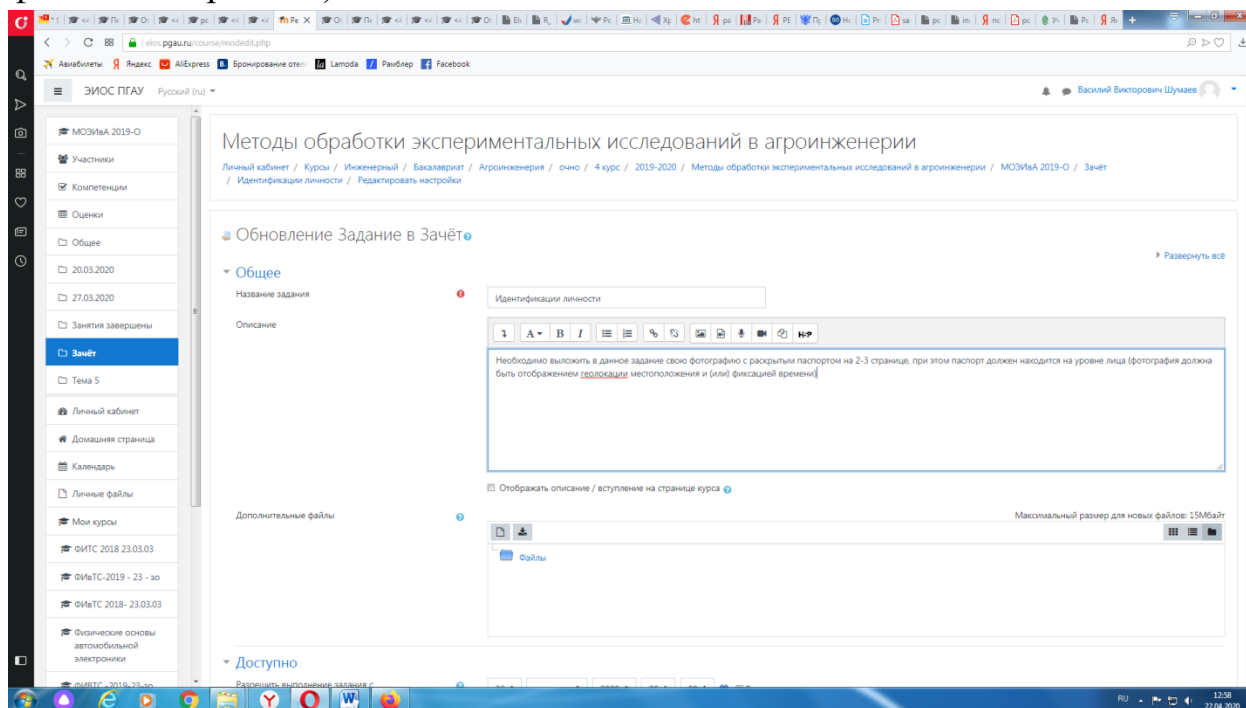 eios.pgau.ru/course/modedit.php
Авиабилеты Яндекс AliExpress Бронирование отел Lamoda Рамблер Facebook
ЭИОС ПГАУ Русский (ru)
Василий Викторович Шумаев
МОЭИвА 2019-О
Участники
Компетенции
Оценки
Общее
20.03.2020
27.03.2020
Занятия завершены
Зачёт
Тема 5
Личный кабинет
Домашняя страница
Календарь
Личные файлы
Мои курсы
ФИТС 2018 23.03.03
ФИвТС-2019 - 23 - зо
ФИвТС 2018- 23.03.03
Физические основы
автомобильной
электроники
Методы обработки экспериментальных исследований в агроинженерии
Личный кабинет / Курсы / Инженерный / Бакалавриат / Агроинженерия / очно / 4 курс / 2019-2020 / Методы обработки экспериментальных исследований в агроинженерии / МОЭИвА 2019-О / Зачёт
/ Идентификации личности / Редактировать настройки
Обновление Задание в Зачёт
Развернуть всё
Общее
Название задания
Идентификации личности
Описание
Необходимо выложить в данное задание свою фотографию с раскрытым паспортом на 2-3 странице, при этом паспорт должен находится на уровне лица (фотография должна
быть отображением геолокации местоположения и (или) фиксацией времени)
Отображать описание / вступление на странице курса
Дополнительные файлы
Максимальный размер для новых файлов: 15Мбайт
Файлы
Доступно
RU
12:58
22.04.2020